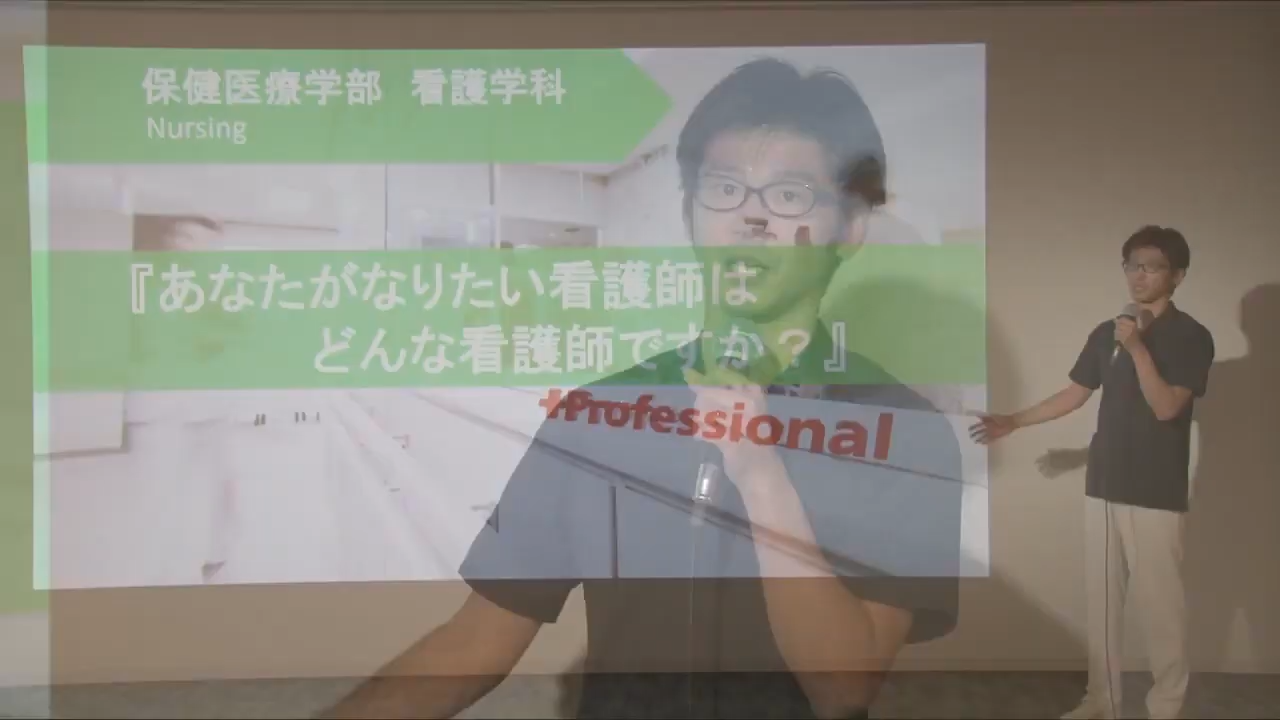 保健医療学部 看護学科
Nursing
『あなたがなりたい看護師は
どんな看護師ですか？』
+Professional